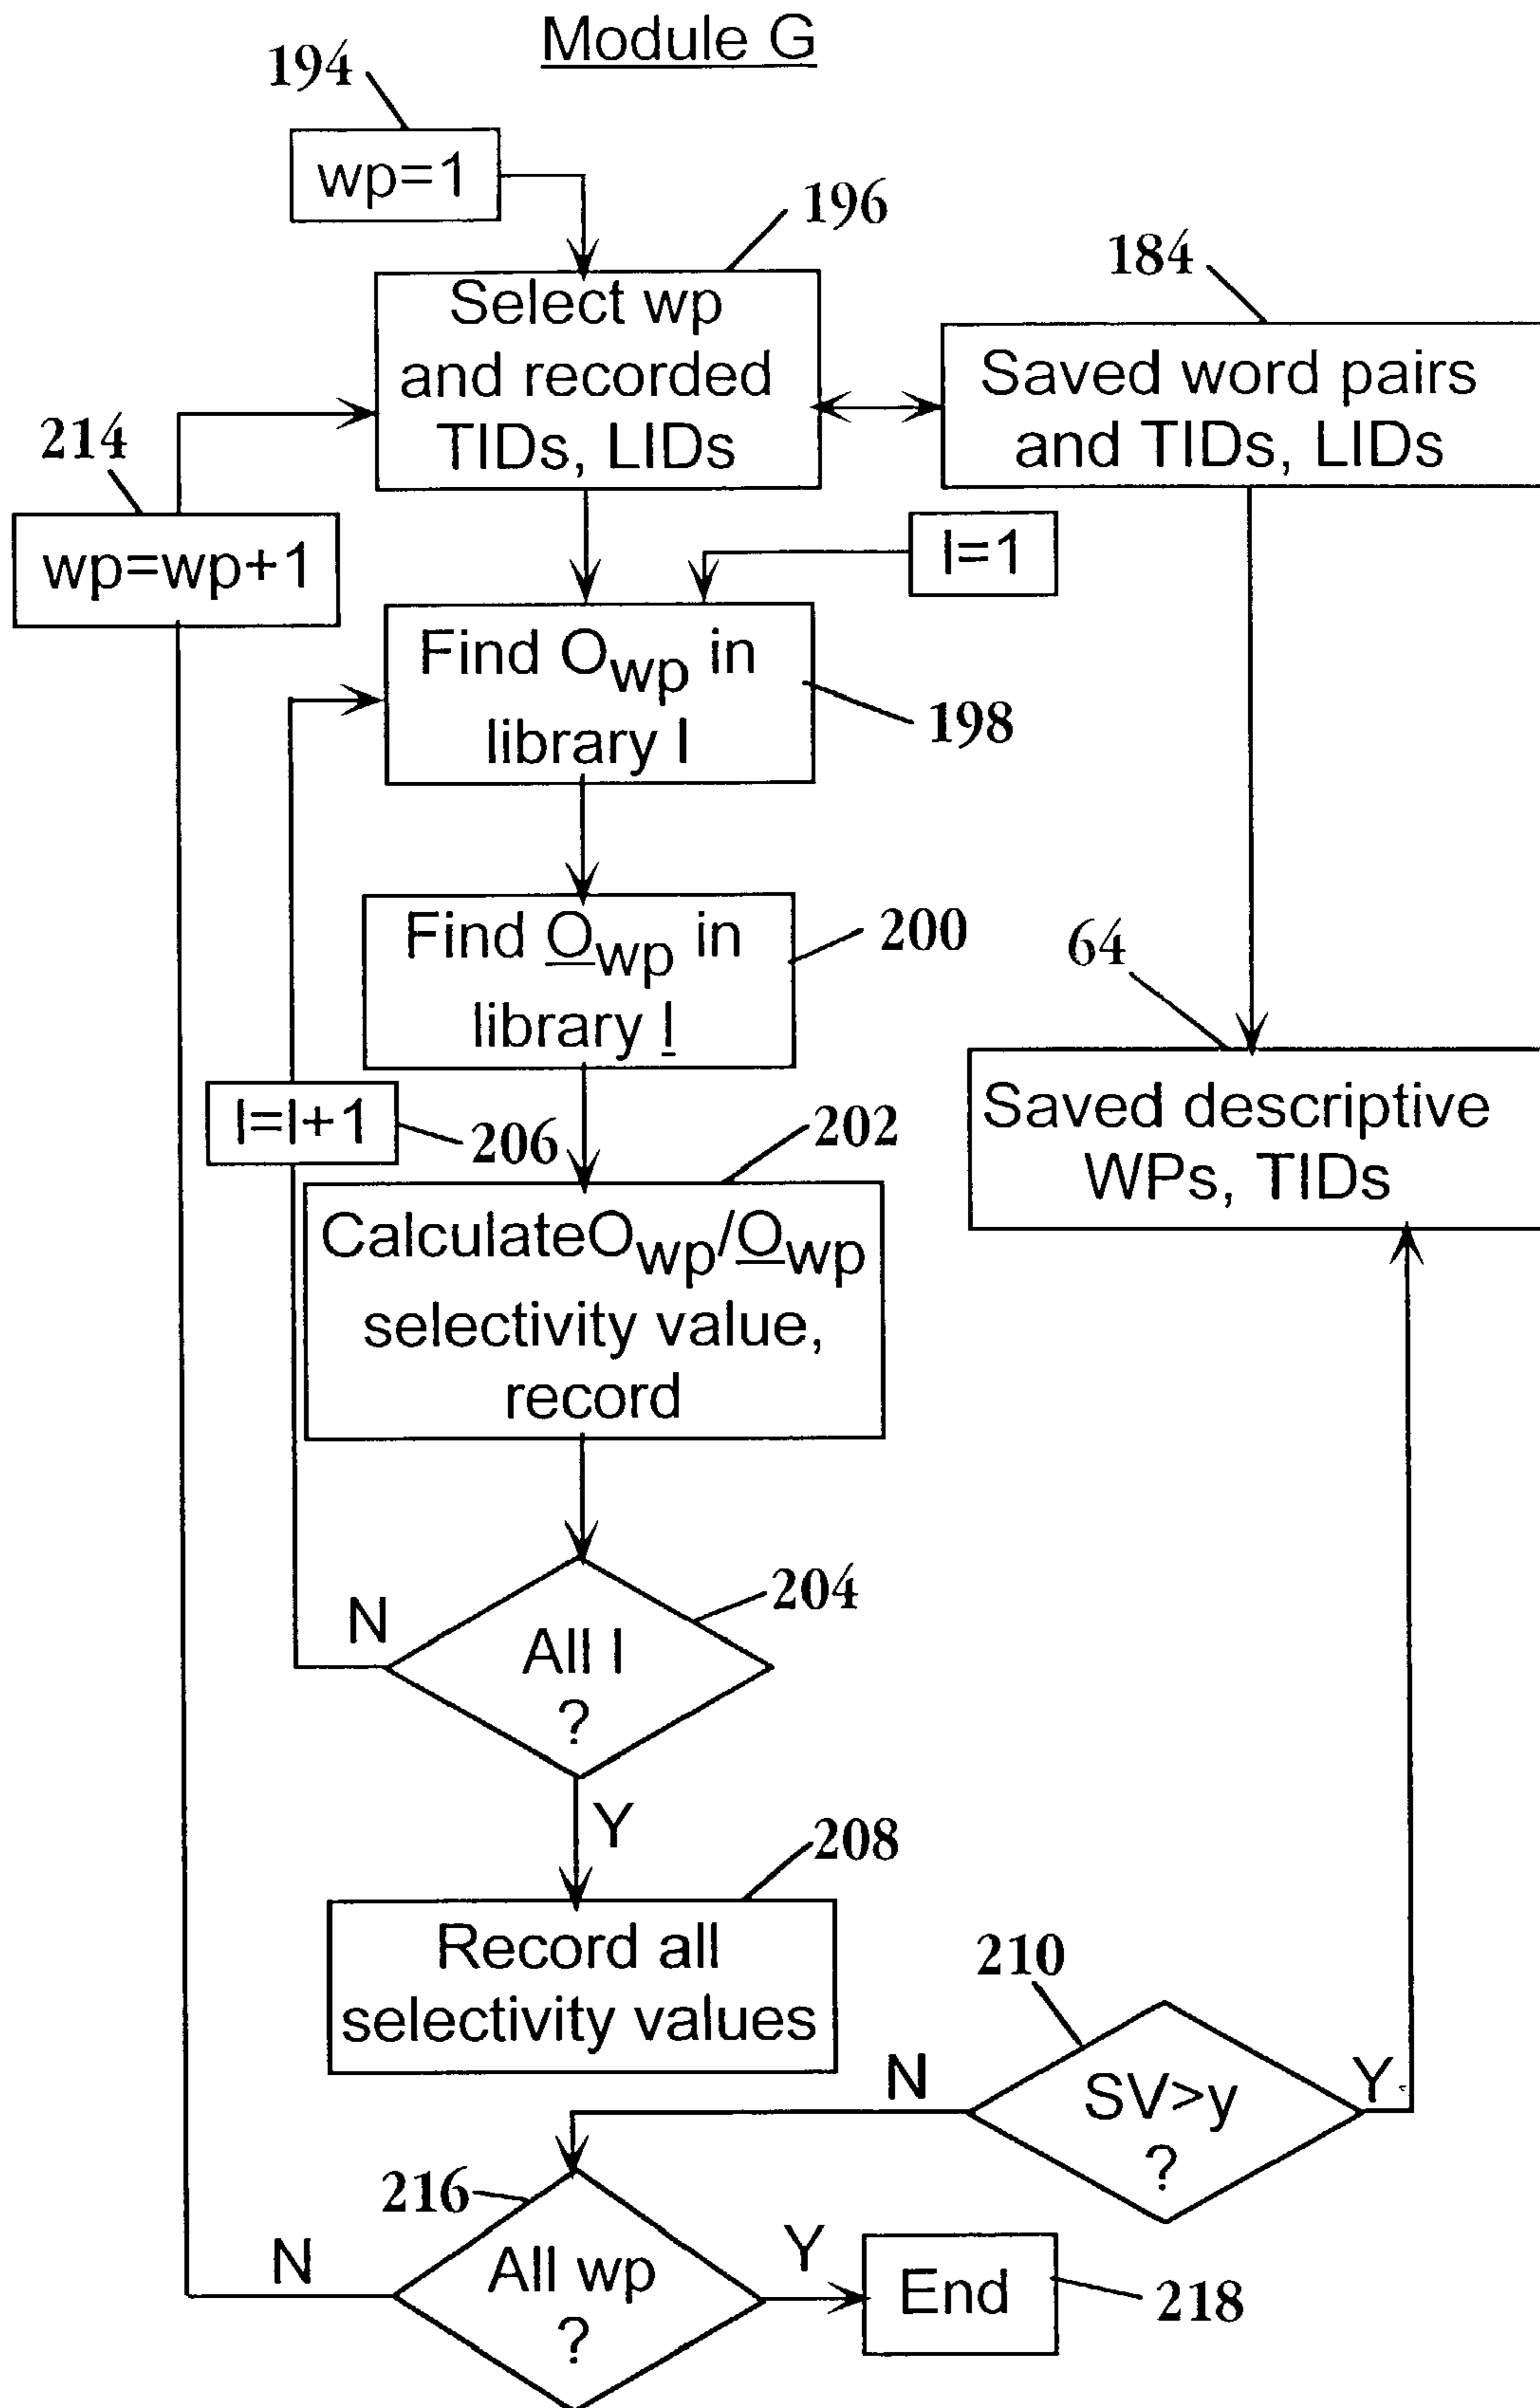 Module G
194
wp=1
196
Select wp
and recorded
TIDs, LIDs
184
Saved word pairs
and TIDs, LIDs
214
wp=wp+1
I=1
Find Owp in
library I
198
Find Owp in
library I
200
64
Saved descriptive
WPs, TIDs
I=I+1
206
202
CalculateOwp/Owp
selectivity value,
record
204
N
All I
?
Y
208
Record all
selectivity values
210
N
SV>y
?
Y
216
N
All wp
?
Y
End
218